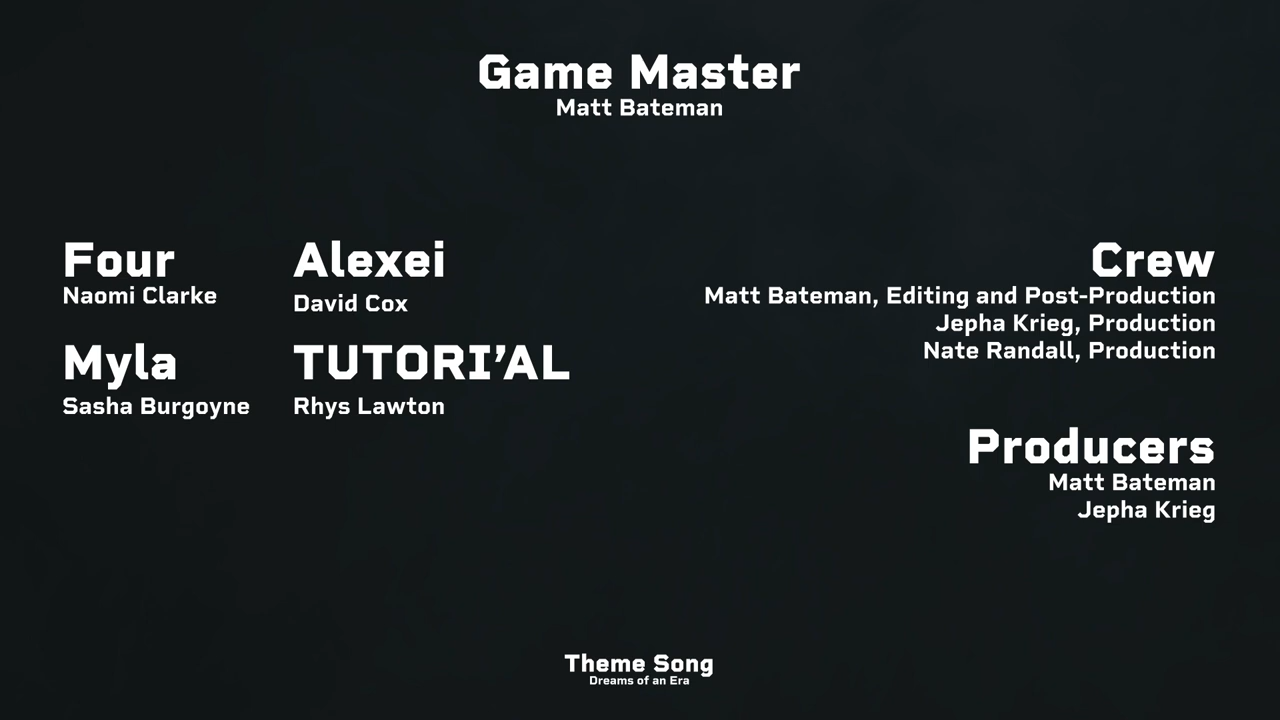 Game Master
Matt Bateman
Four
Naomi Clarke
Alexei
David Cox
Myla
Sasha Burgoyne
TUTORI’AL
Rhys Lawton
Crew
Matt Bateman, Editing and Post-Production
Jepha Krieg, Production
Nate Randall, Production
Producers
Matt Bateman
Jepha Krieg
Theme Song
Dreams of an Era